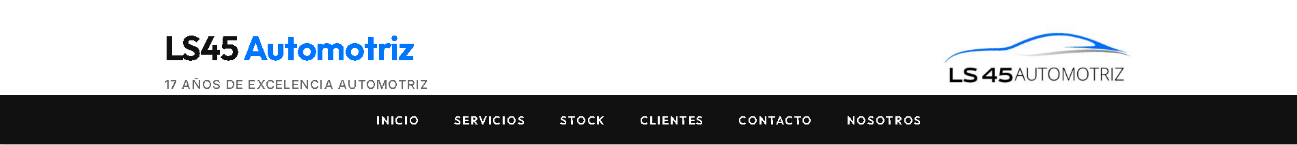 LS45 Automotriz
17 AÑOS DE EXCELENCIA AUTOMOTRIZ
LS 45 AUTOMOTRIZ
INICIO SERVICIOS STOCK CLIENTES CONTACTO NOSOTROS